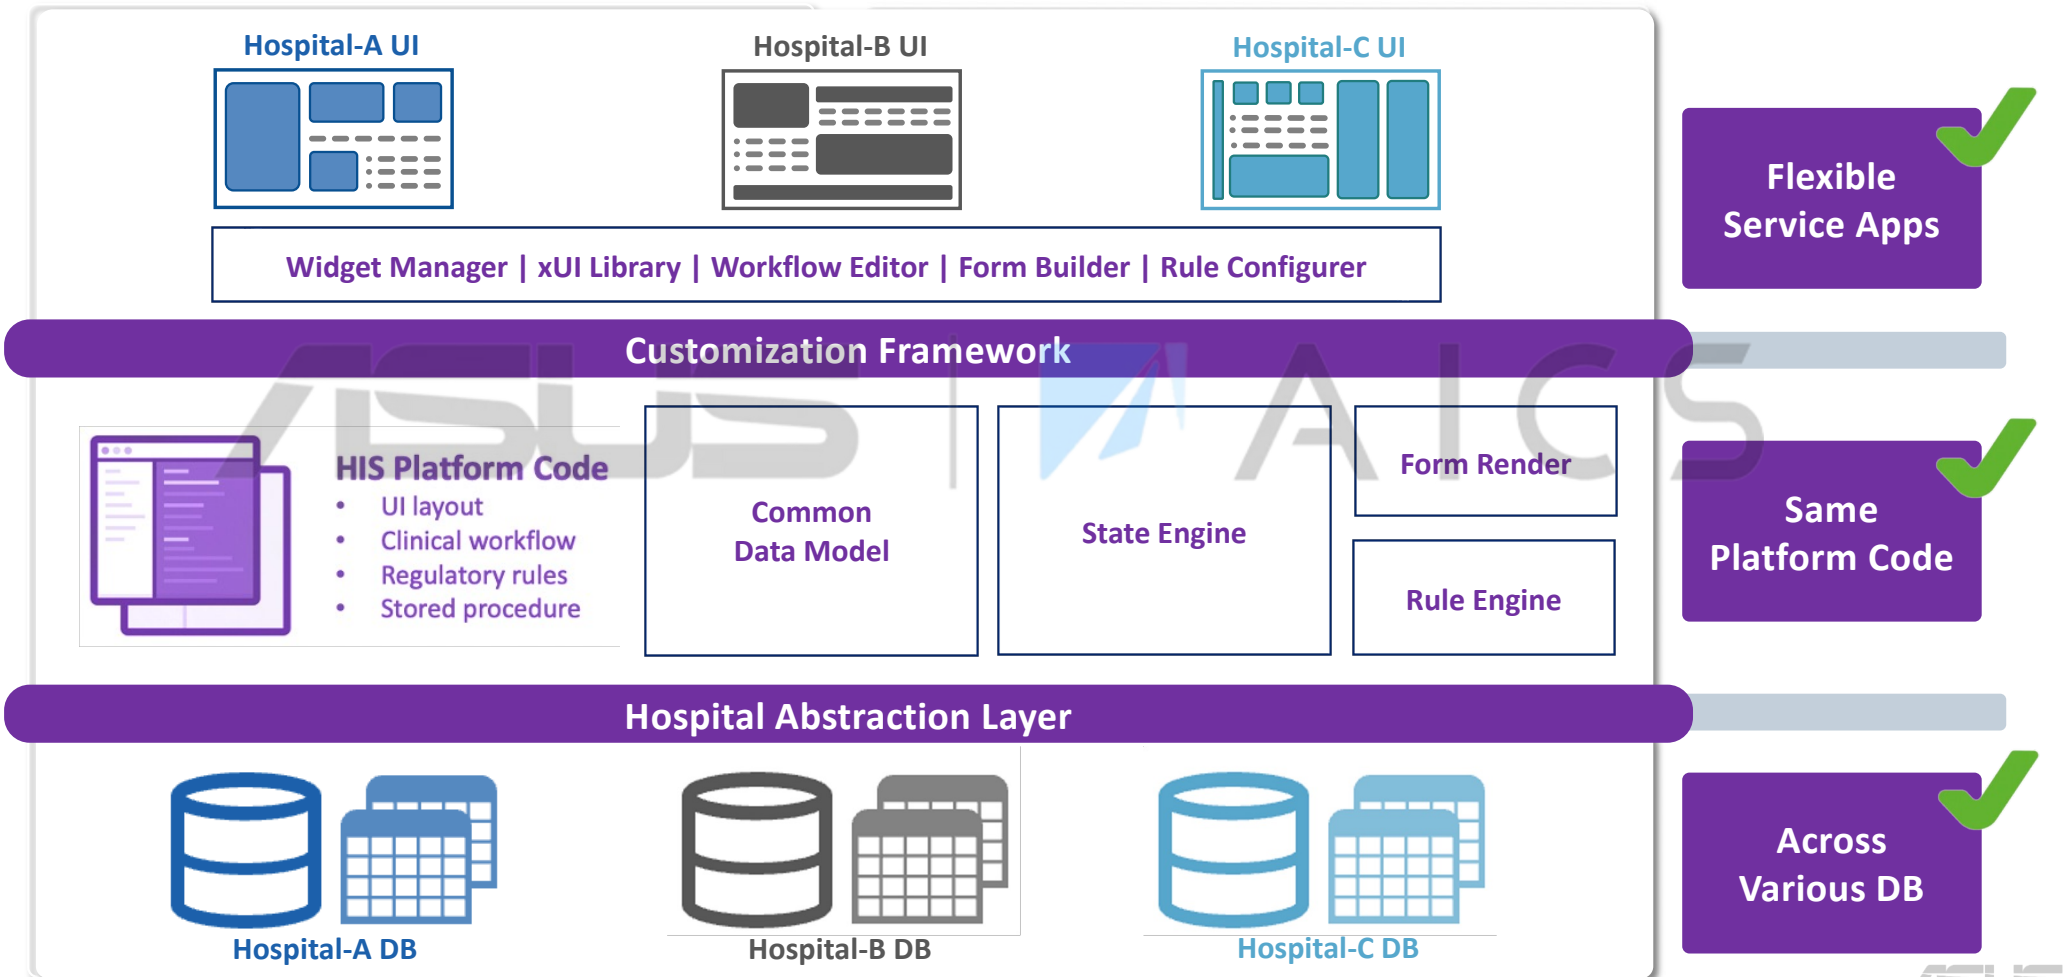 Hospital-A UI
Hospital-B UI
Hospital-C UI
Widget Manager | xUI Library | Workflow Editor | Form Builder | Rule Configurer
Flexible
Service Apps
Customization Framework
ASUS | AICS
HIS Platform Code
• UI layout
• Clinical workflow
• Regulatory rules
• Stored procedure
Common
Data Model
State Engine
Form Render
Rule Engine
Same
Platform Code
Hospital Abstraction Layer
Hospital-A DB
Hospital-B DB
Hospital-C DB
Across
Various DB